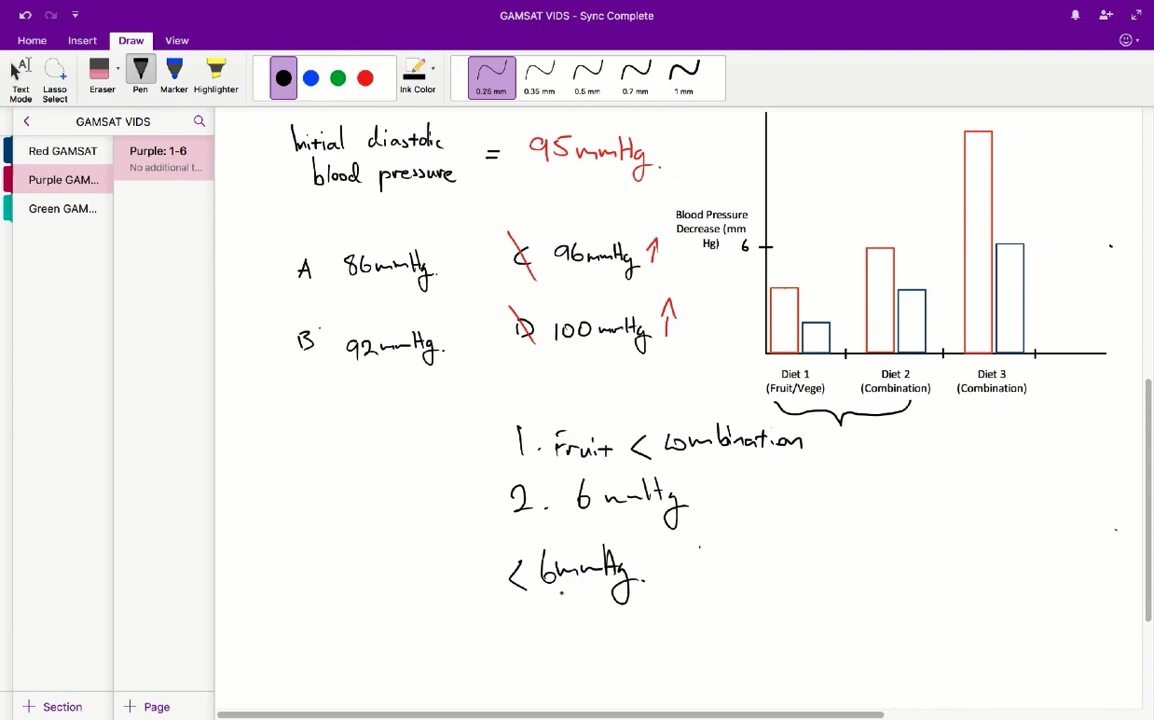 GAMSAT VIDS - Sync Complete
Home Insert Draw View
Text Mode
Lasso Select
Eraser
Pen
Marker
Highlighter
Ink Color
0.25 mm
0.35 mm
0.5 mm
0.7 mm
1 mm
GAMSAT VIDS
Red GAMSAT
Purple GAM...
Green GAM...
Purple: 1-6
No additional t...
Initial diastolic
blood pressure
= 95mmHg.
A 86mmHg.
C 96mmHg ↑
B 92mmHg.
D 100mmHg ↑
Blood Pressure
Decrease (mm
Hg) 6
Diet 1
(Fruit/Vege)
Diet 2
(Combination)
Diet 3
(Combination)
1. Fruit < combination
2. 6 mmHg
< 6mmHg.
+ Section
+ Page